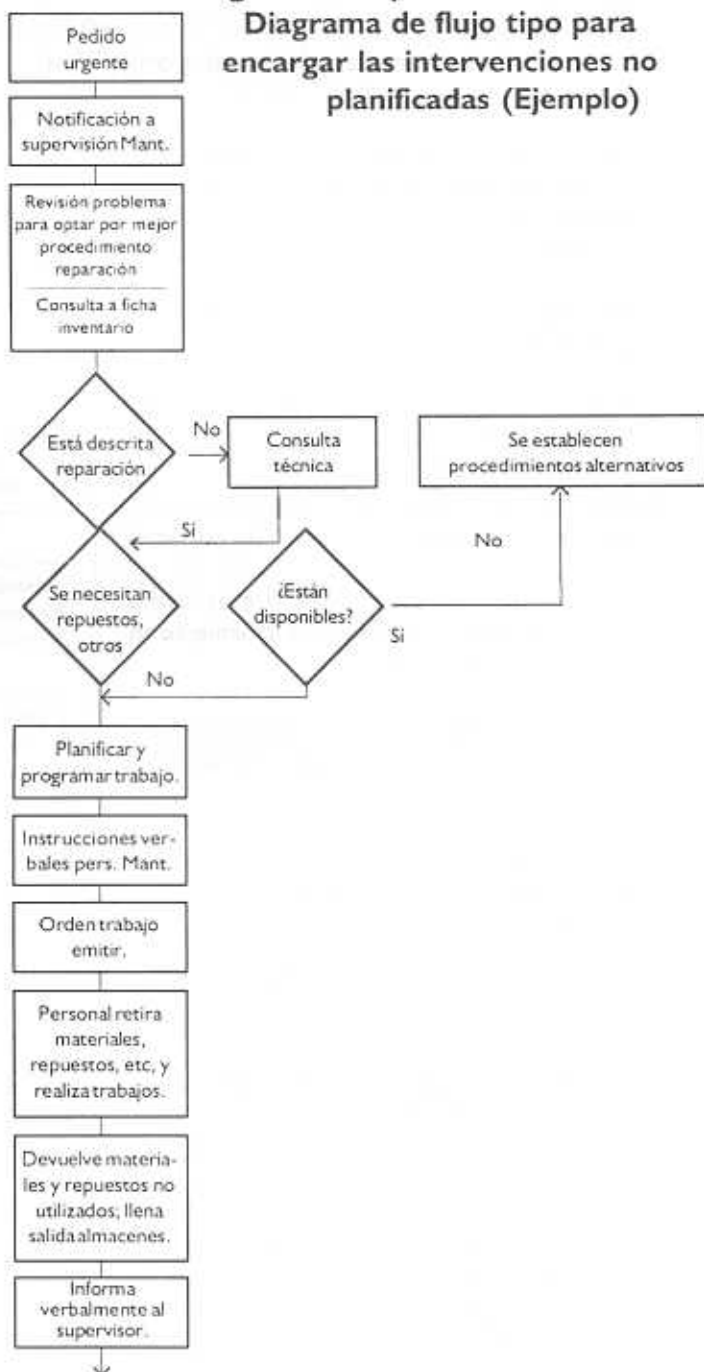 Diagrama de flujo tipo para
encargar las intervenciones no
planificadas (Ejemplo)
Pedido
urgente
Notificación a
supervisión Mant.
Revisión problema
para optar por mejor
procedimiento
reparación
Consulta a ficha
inventario
Está descrita
reparación
No
Consulta
técnica
Se establecen
procedimientos alternativos
Si
No
Se necesitan
repuestos,
otros
¿Están
disponibles?
Si
No
Planificar y
programar trabajo.
Instrucciones ver-
bales pers. Mant.
Orden trabajo
emitir.
Personal retira
materiales,
repuestos, etc, y
realiza trabajos.
Devuelve materia-
les y repuestos no
utilizados; llena
salida almacenes.
Informa
verbalmente al
supervisor.